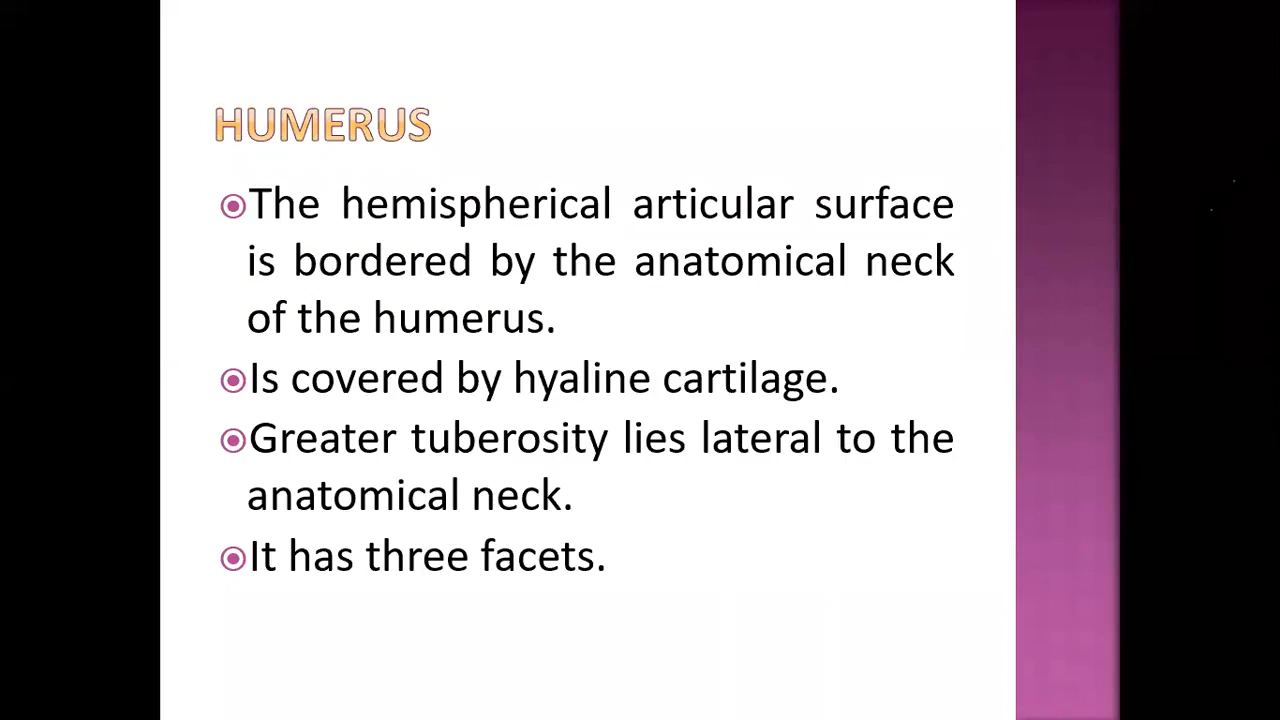 HUMERUS
The hemispherical articular surface
is bordered by the anatomical neck
of the humerus.
Is covered by hyaline cartilage.
Greater tuberosity lies lateral to the
anatomical neck.
It has three facets.